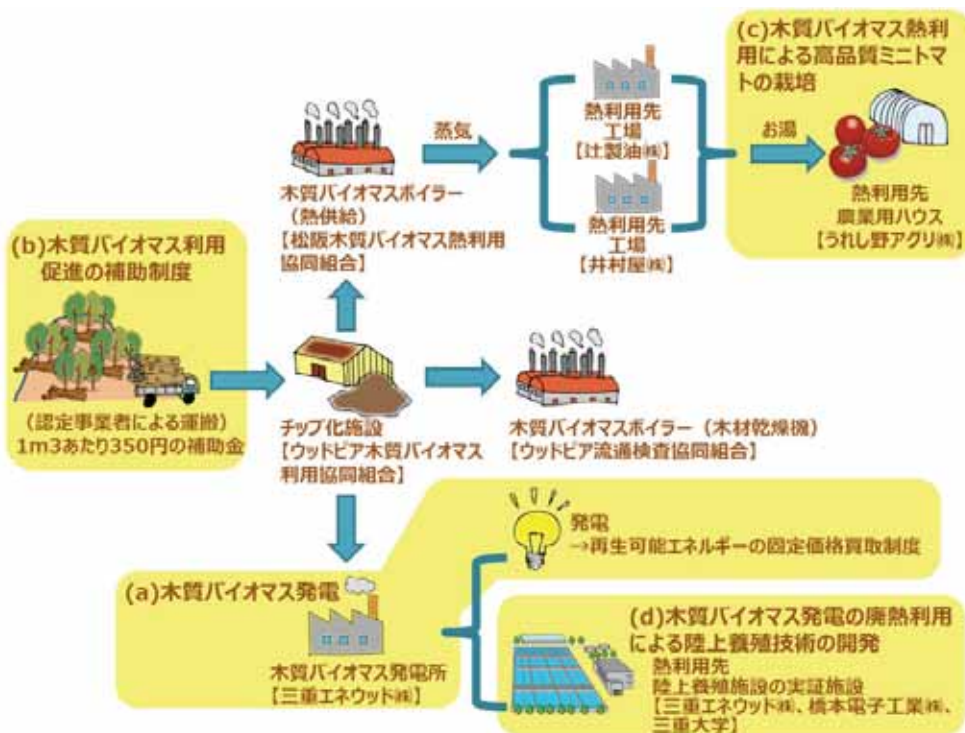 (c)木質バイオマス熱利
用による高品質ミニトマ
トの栽培
お湯
熱利用先
農業用ハウス
【うれし野アグリ㈱】
熱利用先
工場
【辻製油㈱】
熱利用先
工場
【井村屋㈱】
蒸気
木質バイオマスボイラー
（熱供給）
【松阪木質バイオマス熱利用
協同組合】
(b)木質バイオマス利用
促進の補助制度
（認定事業者による運搬）
1m3あたり350円の補助金
チップ化施設
【ウッドピア木質バイオマス
利用協同組合】
木質バイオマスボイラー（木材乾燥機）
【ウッドピア流通検査協同組合】
(a)木質バイオマス発電
木質バイオマス発電所
【三重エネウッド㈱】
発電
→再生可能エネルギーの固定価格買取制度
(d)木質バイオマス発電の廃熱利用
による陸上養殖技術の開発
熱利用先
陸上養殖施設の実証施設
【三重エネウッド㈱、橋本電子工業㈱、
三重大学】